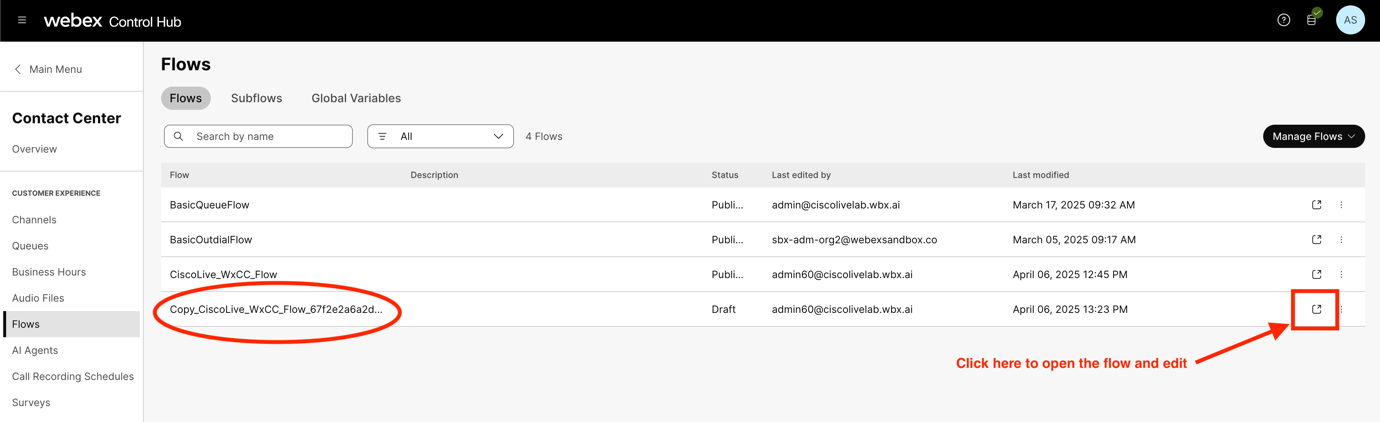 webex Control Hub
AS
Main Menu
Contact Center
Overview
CUSTOMER EXPERIENCE
Channels
Queues
Business Hours
Audio Files
Flows
AI Agents
Call Recording Schedules
Surveys
Flows
Flows Subflows Global Variables
Search by name All 4 Flows Manage Flows
Flow Description Status Last edited by Last modified
BasicQueueFlow Publi... admin@ciscolivelab.wbx.ai March 17, 2025 09:32 AM
BasicOutdialFlow Publi... sbx-adm-org2@webexsandbox.co March 05, 2025 09:17 AM
CiscoLive_WxCC_Flow Publi... admin60@ciscolivelab.wbx.ai April 06, 2025 12:45 PM
Copy_CiscoLive_WxCC_Flow_67f2e2a6a2d... Draft admin60@ciscolivelab.wbx.ai April 06, 2025 13:23 PM
Click here to open the flow and edit